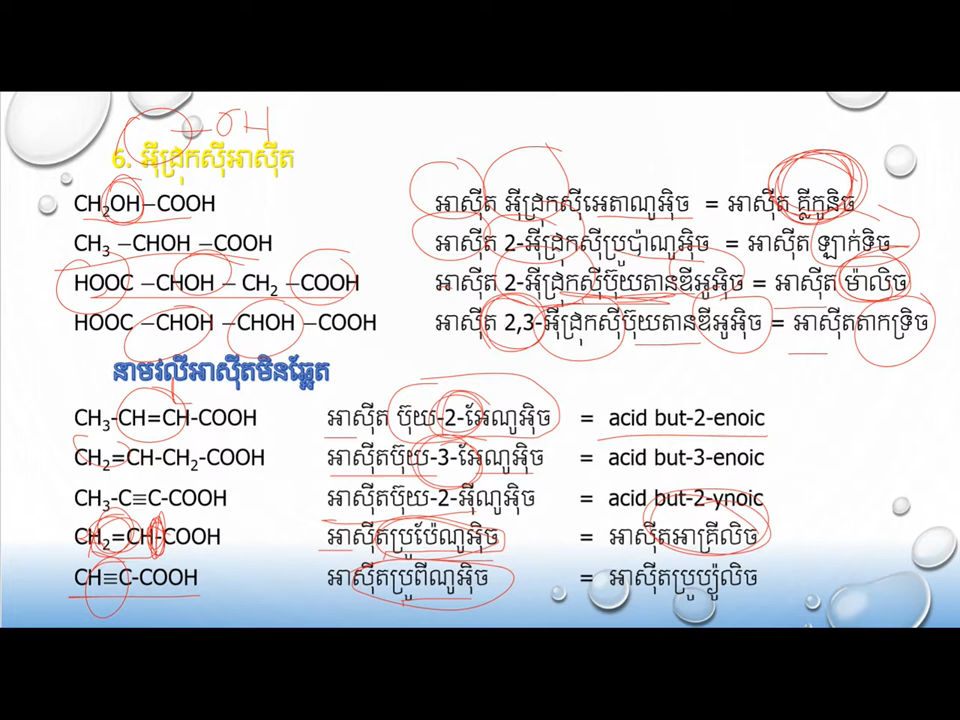 OH
6. អ៊ីដ្រុកស៊ីអាស៊ីត
CH₂OH–COOH អាស៊ីត អ៊ីដ្រុកស៊ីអេតាណូអ៊ិច = អាស៊ីត គ្លីកូនិច
CH₃ –CHOH –COOH អាស៊ីត 2-អ៊ីដ្រុកស៊ីប្រូប៉ាណូអ៊ិច = អាស៊ីត ឡាក់ទិច
HOOC –CHOH – CH₂ –COOH អាស៊ីត 2-អ៊ីដ្រុកស៊ីប៊ុយតានឌីអូអ៊ិច = អាស៊ីត ម៉ាលិច
HOOC –CHOH –CHOH –COOH អាស៊ីត 2,3-អ៊ីដ្រុកស៊ីប៊ុយតានឌីអូអ៊ិច = អាស៊ីតតាកទ្រិច
នាមវលីអាស៊ីតមិនឆ្អែត
CH₃-CH=CH-COOH អាស៊ីត ប៊ុយ-2-អែណូអ៊ិច = acid but-2-enoic
CH₂=CH-CH₂-COOH អាស៊ីតប៊ុយ-3-អែណូអ៊ិច = acid but-3-enoic
CH₃-C≡C-COOH អាស៊ីតប៊ុយ-2-អ៊ីណូអ៊ិច = acid but-2-ynoic
CH₂=CH-COOH អាស៊ីតប្រូប៉ែណូអ៊ិច = អាស៊ីតអាគ្រីលិច
CH≡C-COOH អាស៊ីតប្រូពីណូអ៊ិច = អាស៊ីតប្រូប្យ៉ូលិច